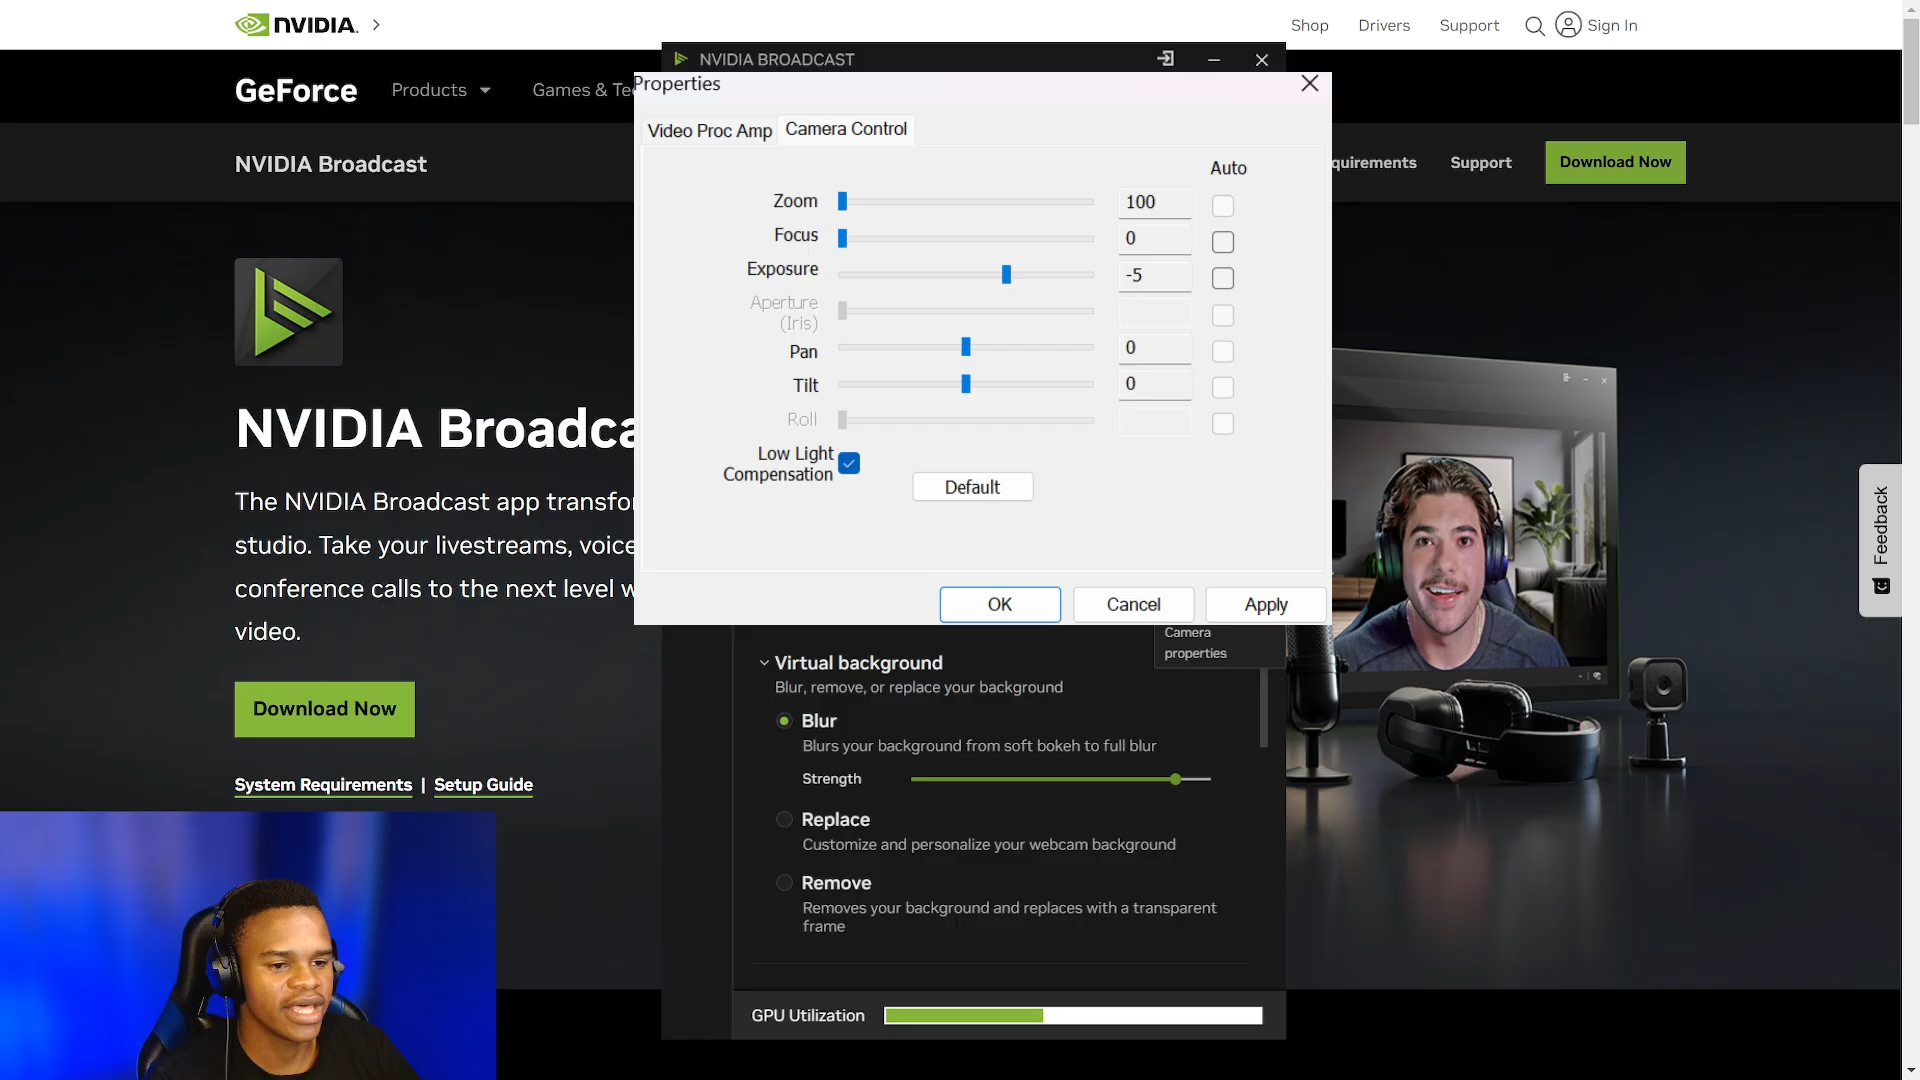 NVIDIA.
Shop
Drivers
Support
Sign In
NVIDIA BROADCAST
GeForce
Products
Games & Te
Properties
Video Proc Amp
Camera Control
NVIDIA Broadcast
quirements
Support
Download Now
Auto
Zoom
100
Focus
0
Exposure
-5
Aperture
(Iris)
Pan
0
Tilt
0
Roll
Low Light
Compensation
Default
OK
Cancel
Apply
NVIDIA Broadca
The NVIDIA Broadcast app transfor
studio. Take your livestreams, voice
conference calls to the next level w
video.
Download Now
System Requirements | Setup Guide
Feedback
Camera
properties
Virtual background
Blur, remove, or replace your background
Blur
Blurs your background from soft bokeh to full blur
Strength
Replace
Customize and personalize your webcam background
Remove
Removes your background and replaces with a transparent
frame
GPU Utilization